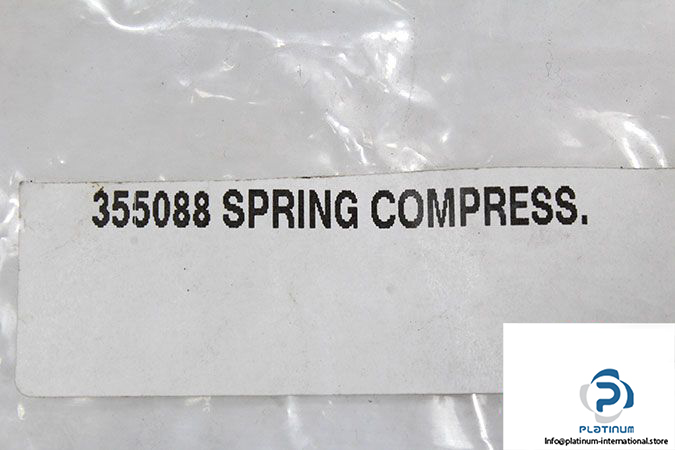 355088 SPRING COMPRESS.
PLATINUM
Info@platinum-international.store